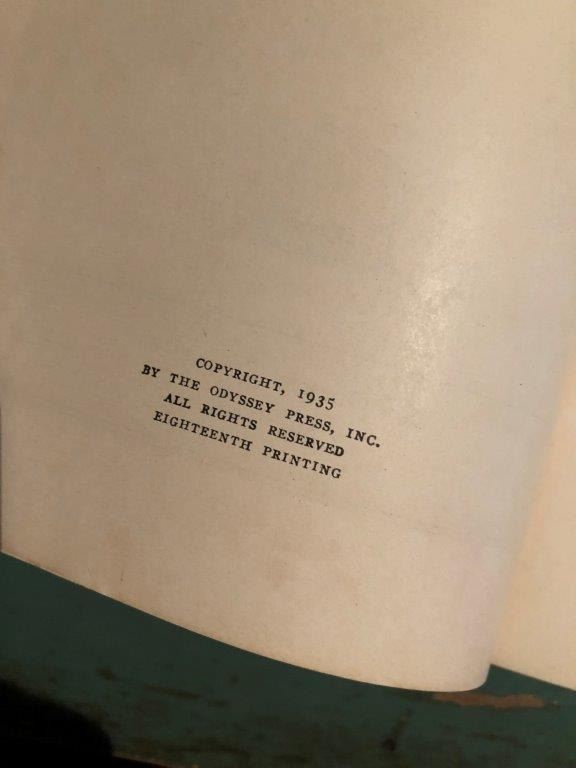 COPYRIGHT, 1935
BY THE ODYSSEY PRESS, INC.
ALL RIGHTS RESERVED
EIGHTEENTH PRINTING